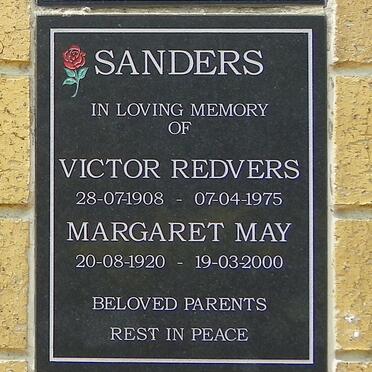 SANDERS
IN LOVING MEMORY
OF
VICTOR REDVERS
28-07-1908 - 07-04-1975
MARGARET MAY
20-08-1920 - 19-03-2000
BELOVED PARENTS
REST IN PEACE